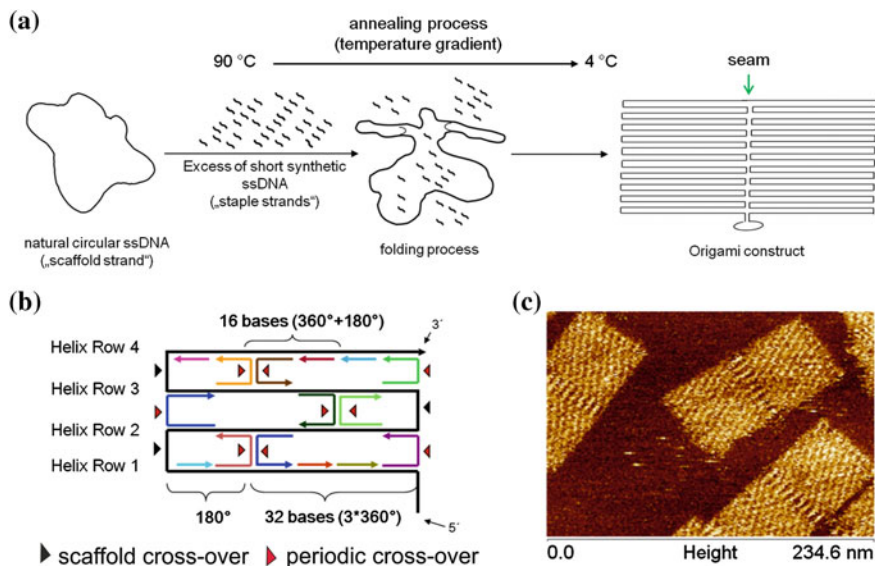 (a)
annealing process
(temperature gradient)
90 °C
4 °C
seam
Excess of short synthetic
ssDNA
(„staple strands“)
natural circular ssDNA
(„scaffold strand“)
folding process
Origami construct
(b)
16 bases (360°+180°)
3´
Helix Row 4
Helix Row 3
Helix Row 2
Helix Row 1
180°
32 bases (3*360°)
5´
scaffold cross-over
periodic cross-over
(c)
0.0 Height 234.6 nm